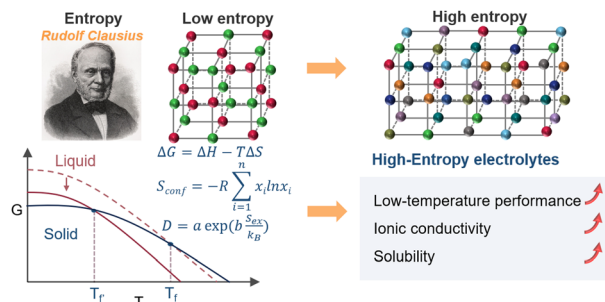 Entropy
Rudolf Clausius
Low entropy
High entropy
ΔG = ΔH − TΔS
S_conf = −R ∑_{i=1}^{n} x_i ln x_i
D = a exp(b S_ex / k_B)
High-Entropy electrolytes
Low-temperature performance
Ionic conductivity
Solubility
Liquid
G
Solid
T_f'
T_f